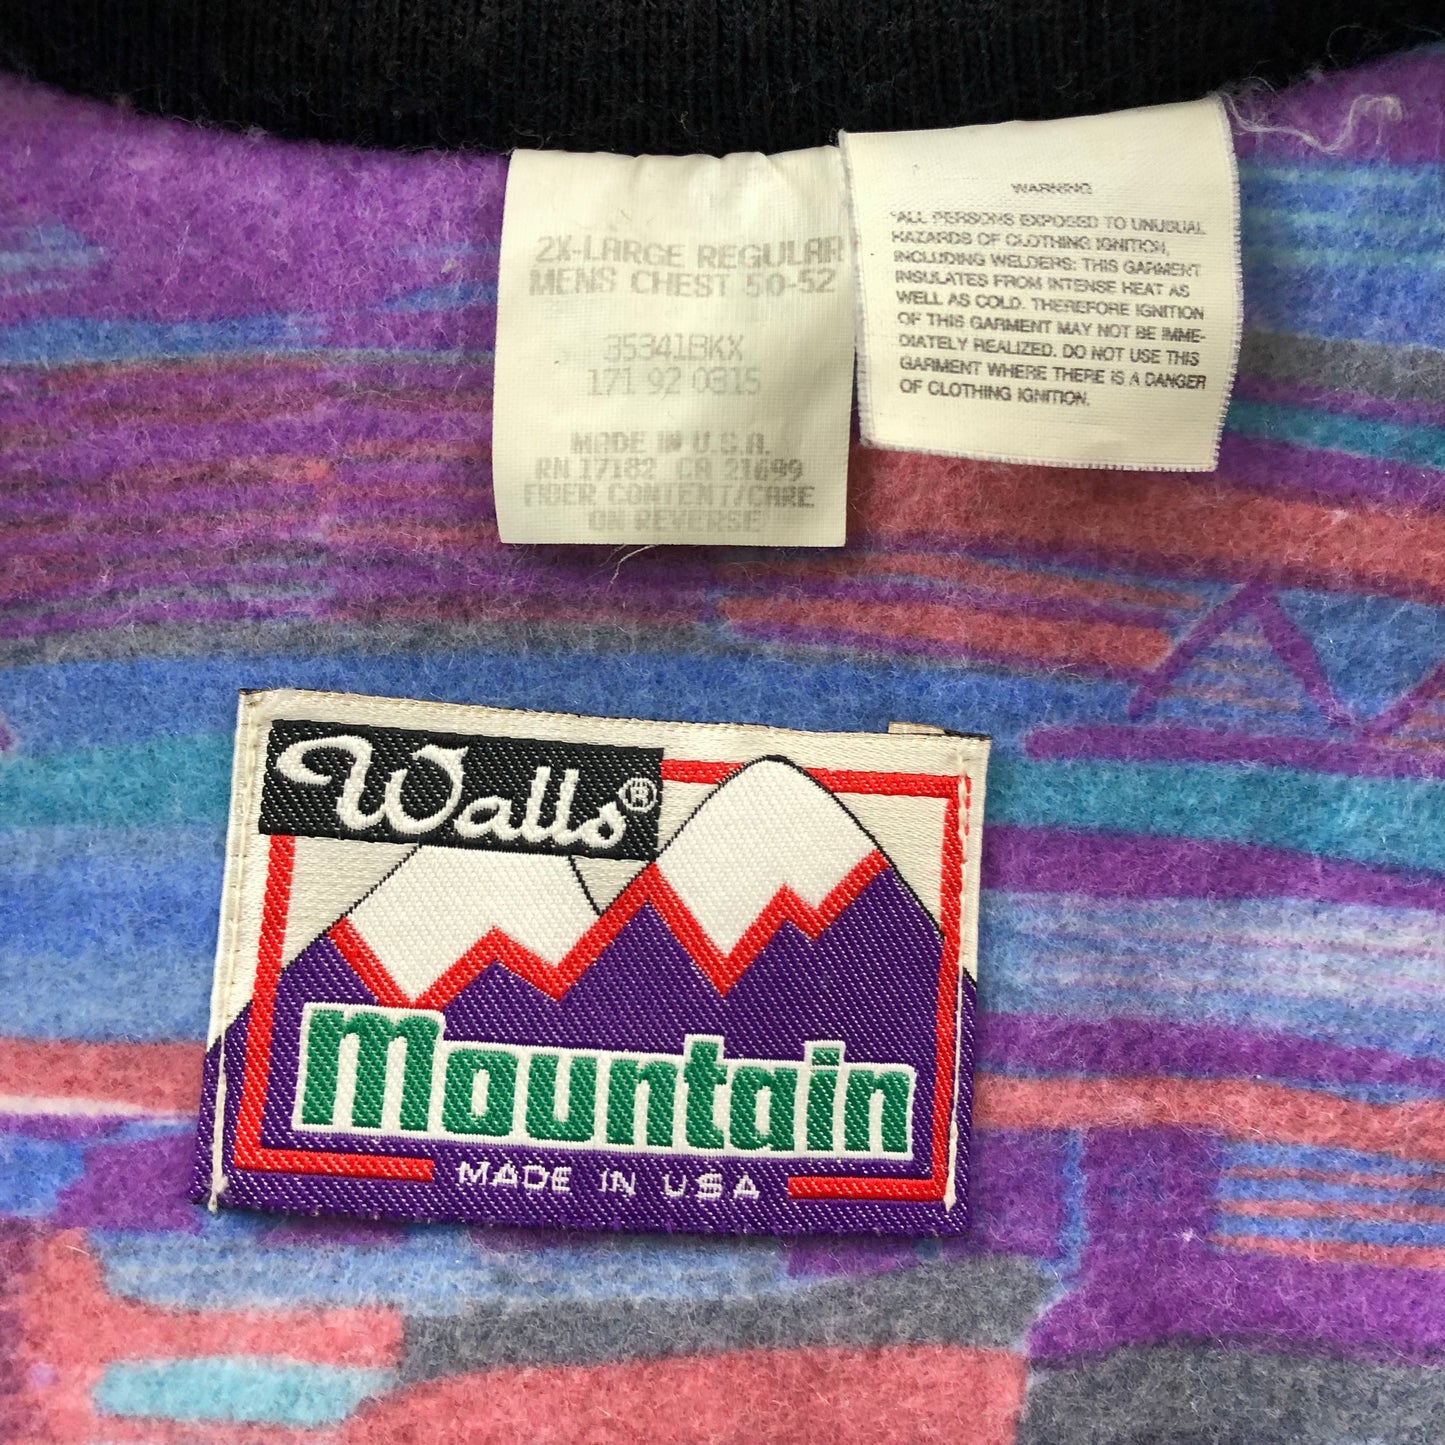 2X-LARGE REGULAR
MENS CHEST 50-52
35341BKX
171 92 0315
MADE IN U.S.A.
RN 17182 CA 21699
FIBER CONTENT/CARE
ON REVERSE
WARNING
"ALL PERSONS EXPOSED TO UNUSUAL
HAZARDS OF CLOTHING IGNITION,
INCLUDING WELDERS: THIS GARMENT
INSULATES FROM INTENSE HEAT AS
WELL AS COLD. THEREFORE IGNITION
OF THIS GARMENT MAY NOT BE IMME-
DIATELY REALIZED. DO NOT USE THIS
GARMENT WHERE THERE IS A DANGER
OF CLOTHING IGNITION.
Walls®
Mountain
MADE IN USA